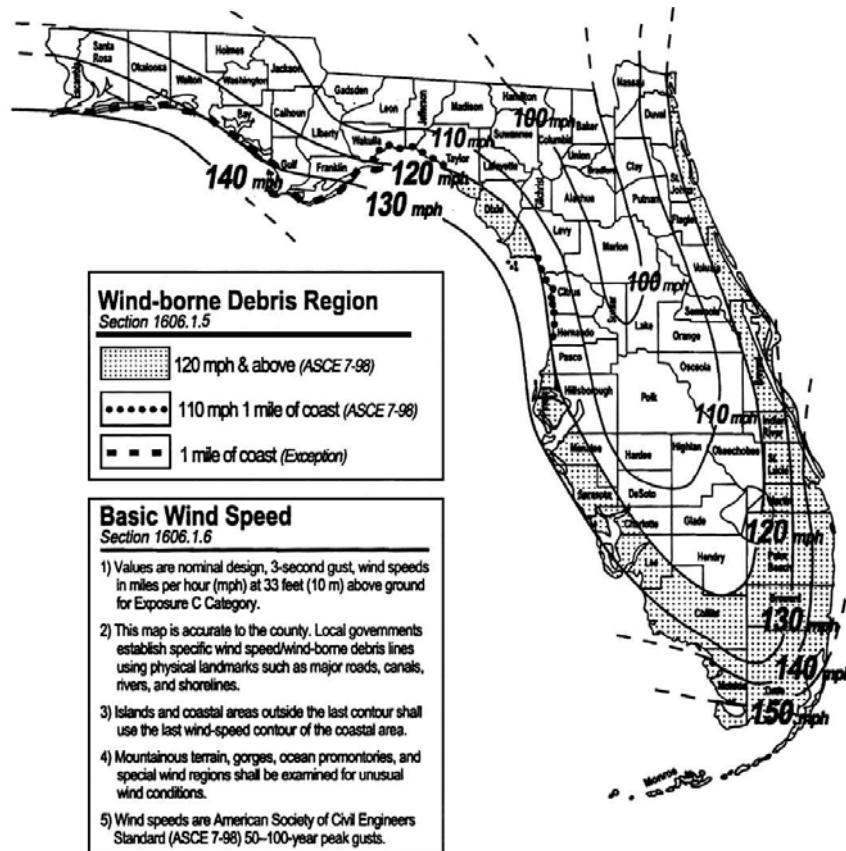 Santa
Rosa
Escambia
Okaloosa
Walton
Holmes
Washington
Jackson
Bay
Calhoun
Gulf
Liberty
Gadsden
Leon
Wakulla
Franklin
Jefferson
Madison
Taylor
Hamilton
Suwannee
Lafayette
Dixie
Columbia
Gilchrist
Levy
Baker
Union
Bradford
Alachua
Marion
Nassau
Duval
Clay
St.
Johns
Putnam
Flagler
Volusia
Citrus
Hernando
Sumter
Lake
Seminole
Orange
Pasco
Hillsborough
Polk
Osceola
Brevard
Indian
River
Manatee
Hardee
Highlan
Okeechobee
St.
Lucie
Sarasota
DeSoto
Martin
Charlotte
Glade
Lee
Hendry
Palm
Beach
Collier
Broward
Monroe
Dade
Monroe
100 mph
110 mph
120 mph
130 mph
140 mph
100 mph
110 mph
120 mph
130 mph
140 mph
150 mph
Wind-borne Debris Region
Section 1606.1.5
120 mph & above (ASCE 7-98)
110 mph 1 mile of coast (ASCE 7-98)
1 mile of coast (Exception)
Basic Wind Speed
Section 1606.1.6
1) Values are nominal design, 3-second gust, wind speeds
in miles per hour (mph) at 33 feet (10 m) above ground
for Exposure C Category.
2) This map is accurate to the county. Local governments
establish specific wind speed/wind-borne debris lines
using physical landmarks such as major roads, canals,
rivers, and shorelines.
3) Islands and coastal areas outside the last contour shall
use the last wind-speed contour of the coastal area.
4) Mountainous terrain, gorges, ocean promontories, and
special wind regions shall be examined for unusual
wind conditions.
5) Wind speeds are American Society of Civil Engineers
Standard (ASCE 7-98) 50–100-year peak gusts.